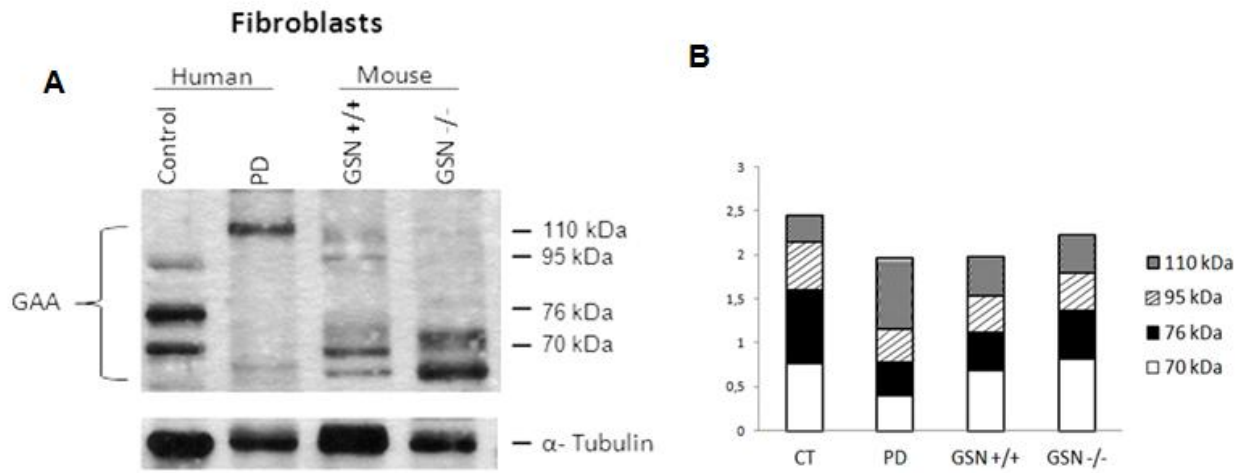 Fibroblasts
A
Human
Mouse
Control
PD
GSN +/+
GSN -/-
GAA
110 kDa
95 kDa
76 kDa
70 kDa
α- Tubulin
B
3
2,5
2
1,5
1
0,5
0
CT
PD
GSN +/+
GSN -/-
110 kDa
95 kDa
76 kDa
70 kDa